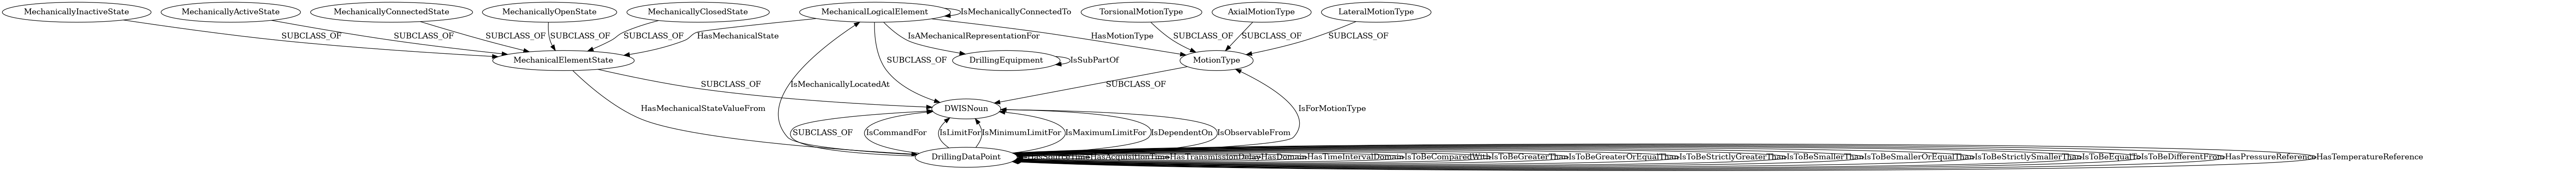 MechanicallyInactiveState
MechanicallyActiveState
MechanicallyConnectedState
MechanicallyOpenState
MechanicallyClosedState
MechanicalLogicalElement
IsMechanicallyConnectedTo
TorsionalMotionType
AxialMotionType
LateralMotionType
SUBCLASS_OF
SUBCLASS_OF
SUBCLASS_OF
SUBCLASS_OF
SUBCLASS_OF
HasMechanicalState
IsAMechanicalRepresentationFor
HasMotionType
SUBCLASS_OF
SUBCLASS_OF
SUBCLASS_OF
MechanicalElementState
SUBCLASS_OF
DrillingEquipment
IsSubPartOf
MotionType
SUBCLASS_OF
IsMechanicallyLocatedAt
SUBCLASS_OF
HasMechanicalStateValueFrom
DWISNoun
IsForMotionType
SUBCLASS_OF
IsCommandFor
IsLimitFor
IsMinimumLimitFor
IsMaximumLimitFor
IsDependentOn
IsObservableFrom
DrillingDataPoint
HasAcquisitionTime
HasTransmissionDelay
HasDomain
HasTimeIntervalDomain
IsToBeComparedWith
IsToBeGreaterThan
IsToBeGreaterOrEqualThan
IsToBeStrictlyGreaterThan
IsToBeSmallerThan
IsToBeSmallerOrEqualThan
IsToBeStrictlySmallerThan
IsToBeEqualTo
IsToBeDifferentFrom
HasPressureReference
HasTemperatureReference